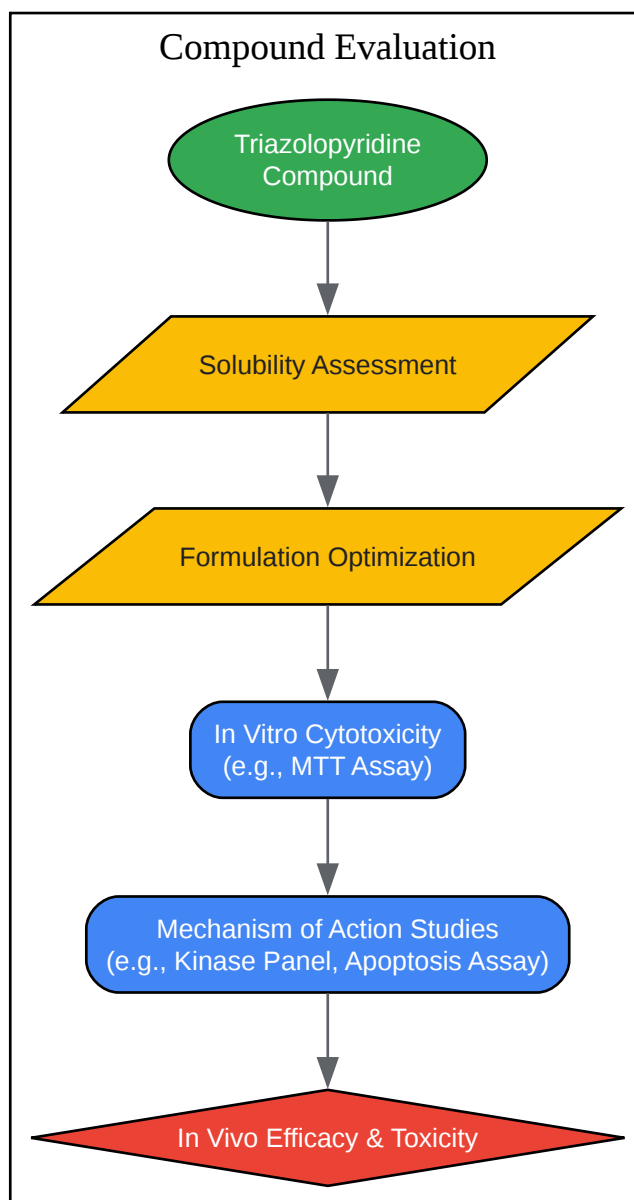 Compound Evaluation
Triazolopyridine
Compound
Solubility Assessment
Formulation Optimization
In Vitro Cytotoxicity
(e.g., MTT Assay)
Mechanism of Action Studies
(e.g., Kinase Panel, Apoptosis Assay)
In Vivo Efficacy & Toxicity